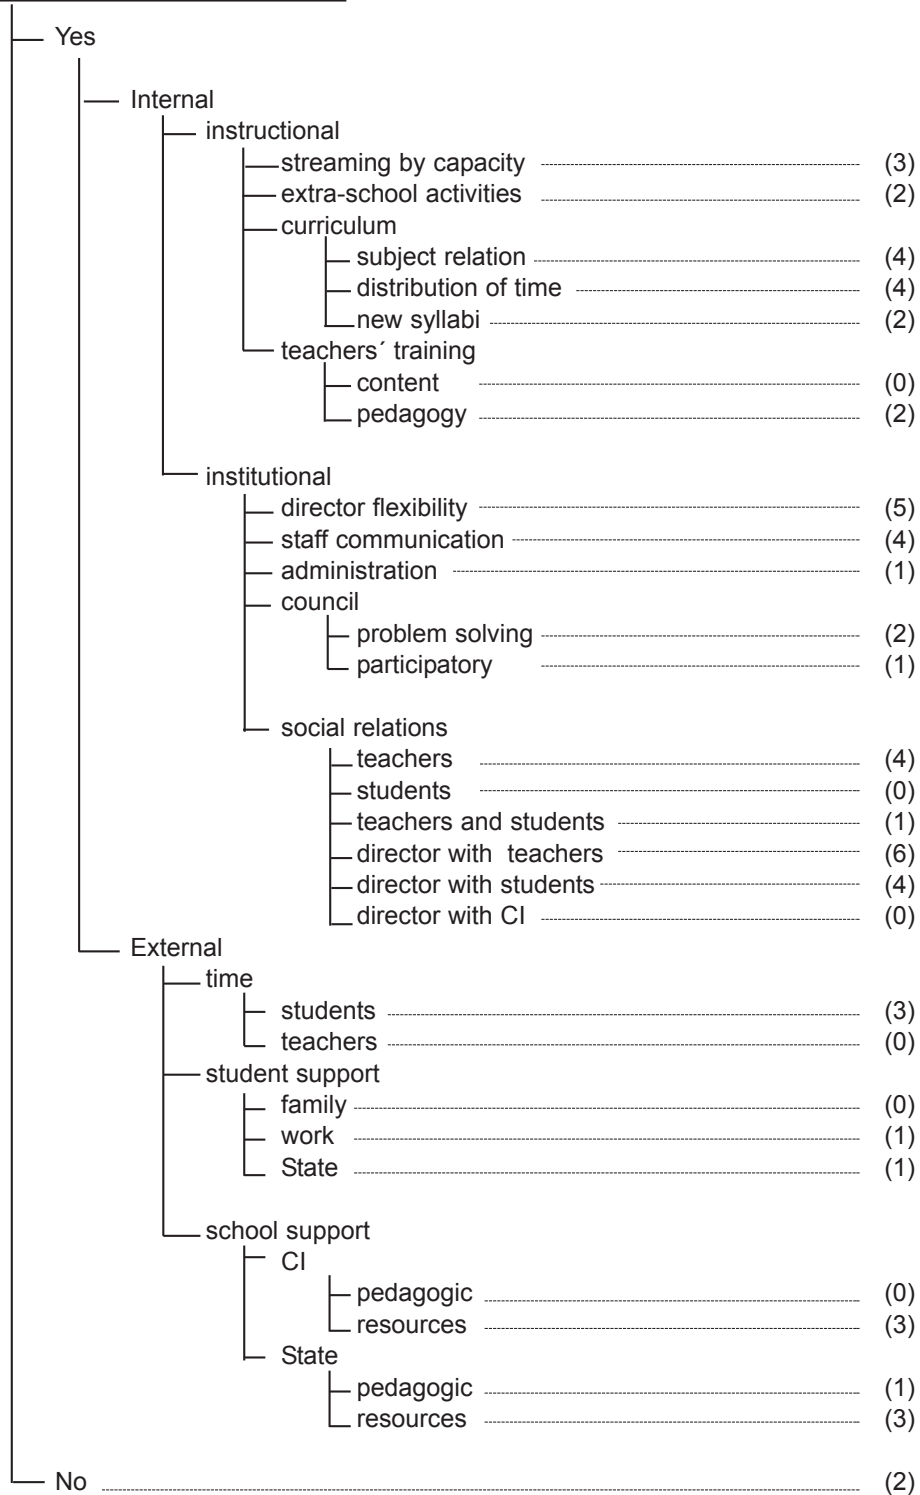 Yes
Internal
instructional
streaming by capacity (3)
extra-school activities (2)
curriculum
subject relation (4)
distribution of time (4)
new syllabi (2)
teachers´ training
content (0)
pedagogy (2)
institutional
director flexibility (5)
staff communication (4)
administration (1)
council
problem solving (2)
participatory (1)
social relations
teachers (4)
students (0)
teachers and students (1)
director with teachers (6)
director with students (4)
director with CI (0)
External
time
students (3)
teachers (0)
student support
family (0)
work (1)
State (1)
school support
CI
pedagogic (0)
resources (3)
State
pedagogic (1)
resources (3)
No (2)